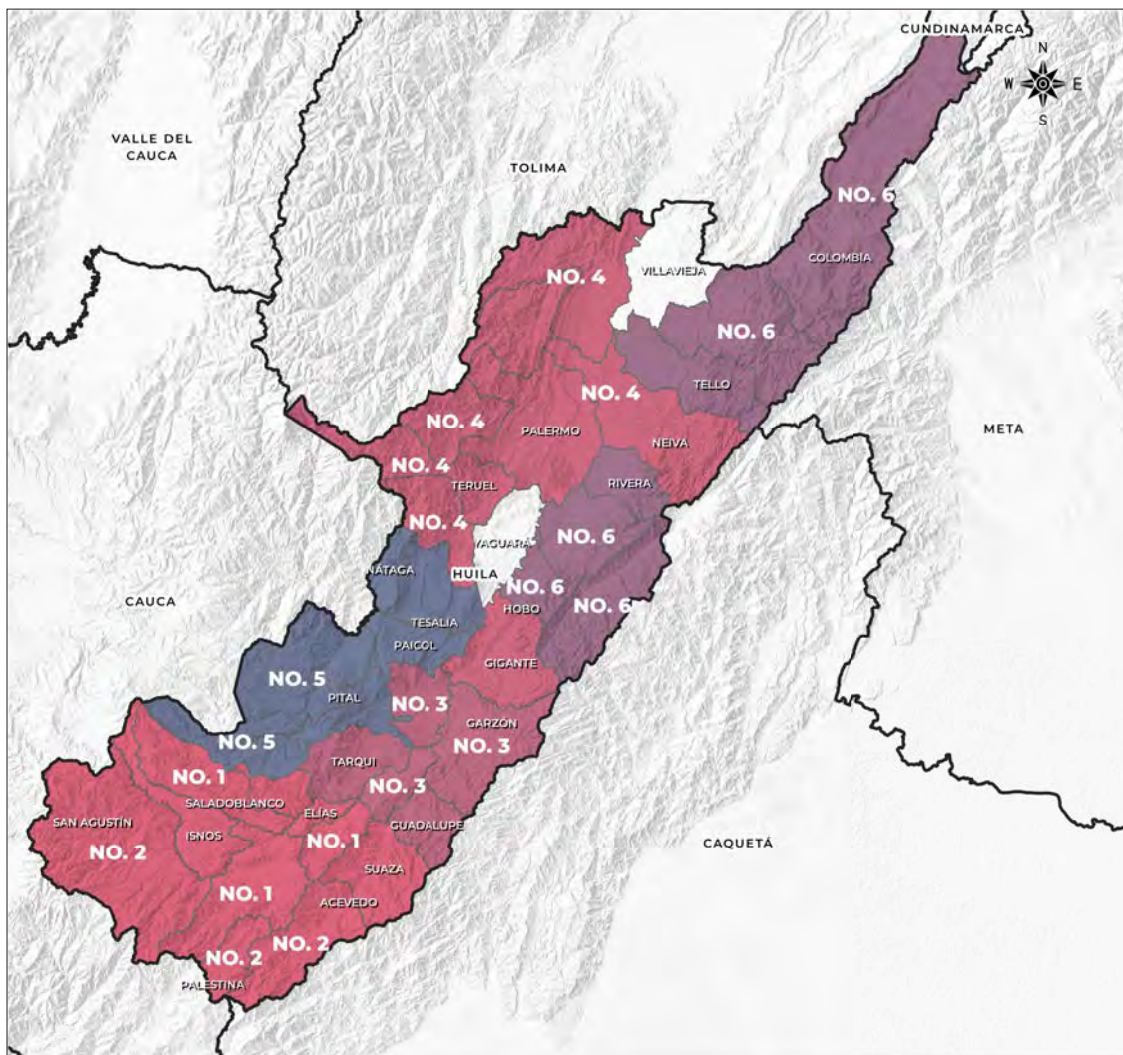 CUNDINAMARCA
N
W E
S
VALLE DEL
CAUCA
TOLIMA
NO. 6
COLOMBIA
VILLAVIEJA
NO. 4
NO. 6
TELLO
NO. 4
NO. 4
PALERMO
NEIVA
META
NO. 4
TERUEL
RIVERA
NO. 4
YAGUARÁ
NO. 6
NÁTAGA
HUILA
NO. 6
HOBO
NO. 6
CAUCA
TESALIA
PAICOL
GIGANTE
NO. 5
PITAL
NO. 3
GARZÓN
NO. 5
NO. 3
TARQUI
NO. 1
NO. 3
SALADOBLANCO
ELÍAS
SAN AGUSTÍN
ISNOS
GUADALUPE
NO. 1
CAQUETÁ
NO. 2
SUAZA
NO. 1
ACEVEDO
NO. 2
NO. 2
PALESTINA